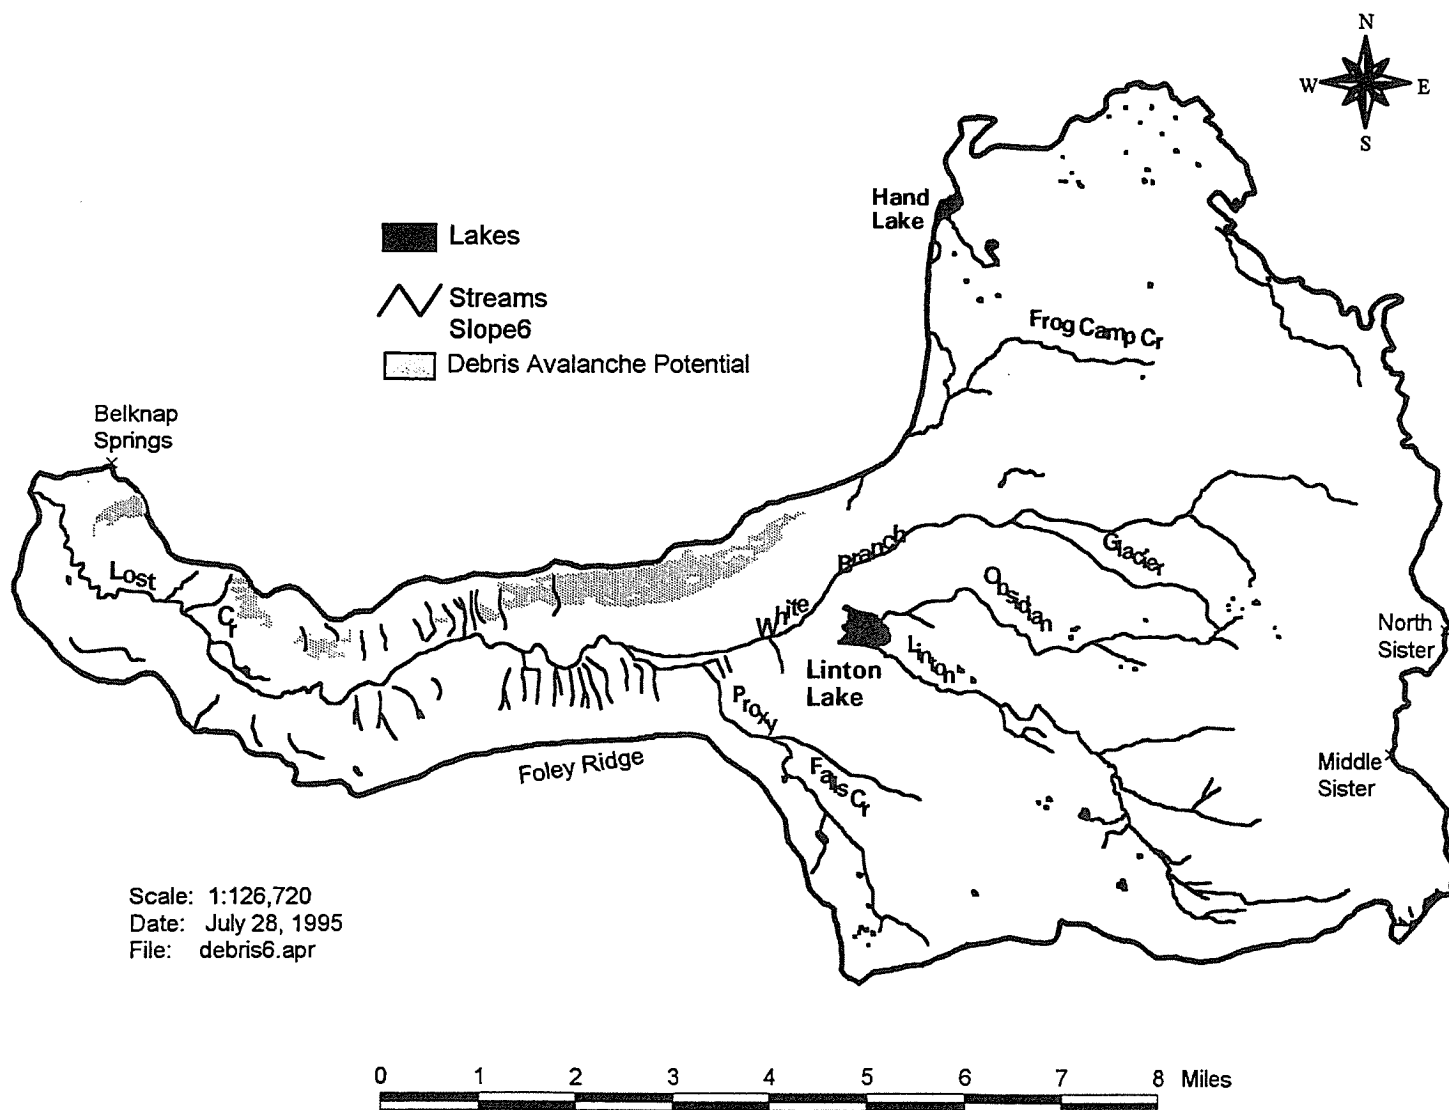 N
W E
S
Hand
Lake
Lakes
Streams
Slope6
Debris Avalanche Potential
Frog Camp Cr
Belknap
Springs
Lost
Cr
White Branch
Glacier
Obsidian
Linton
Linton
Lake
North
Sister
Proxy
Falls Cr
Foley Ridge
Middle
Sister
Scale: 1:126,720
Date: July 28, 1995
File: debris6.apr
0 1 2 3 4 5 6 7 8 Miles